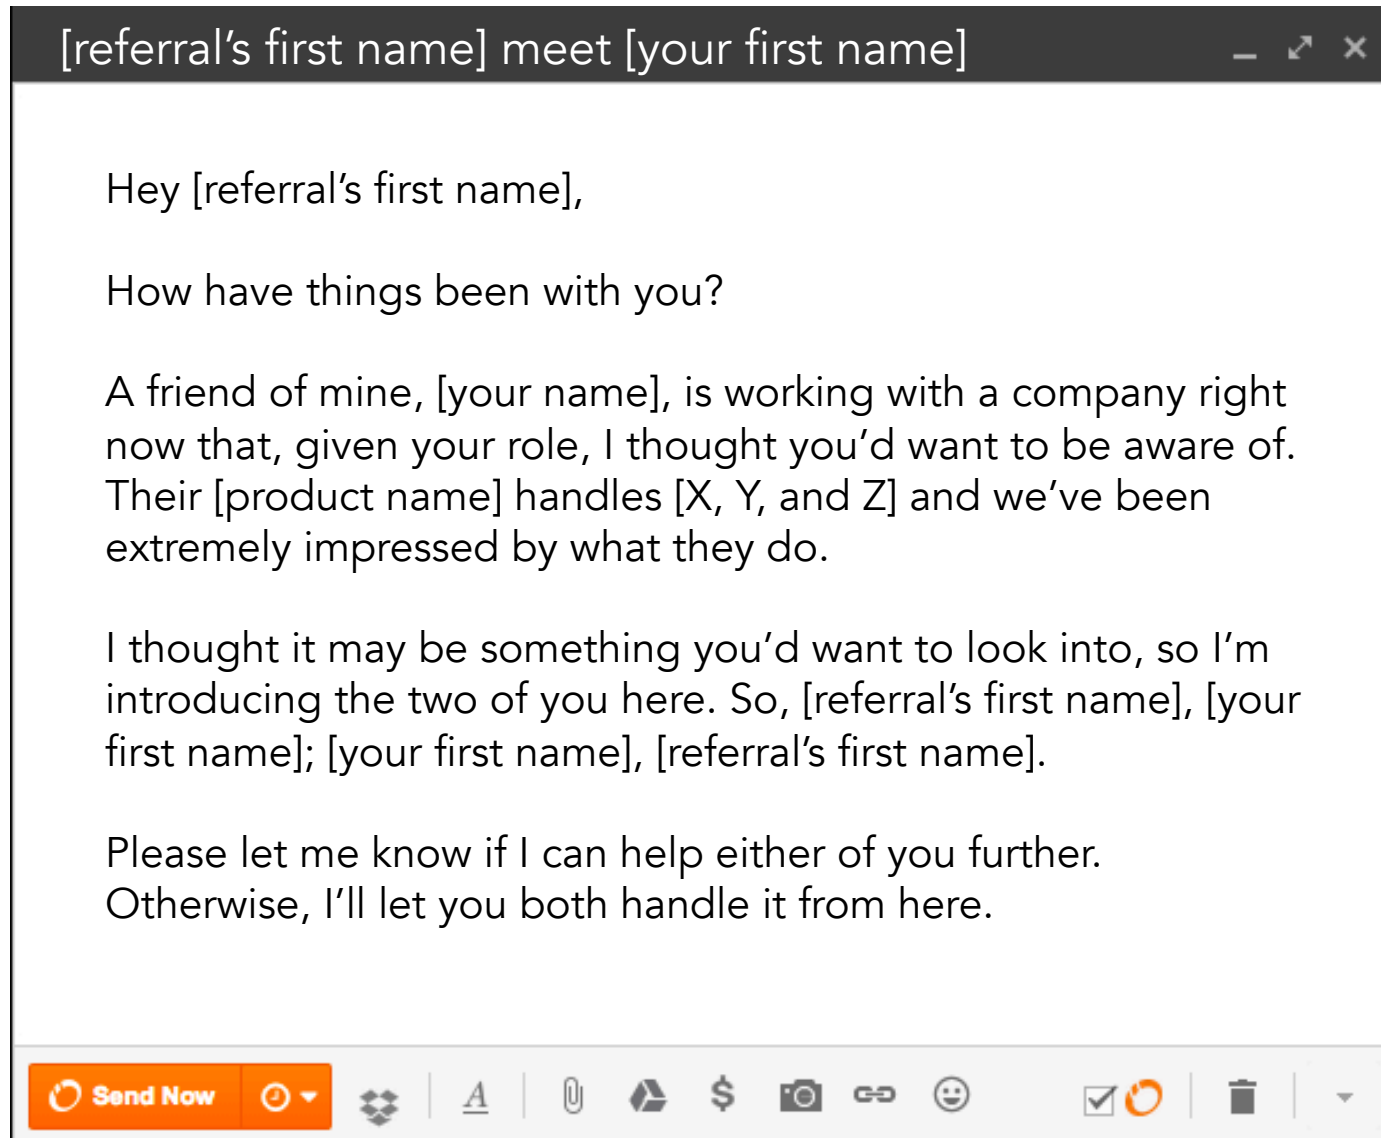 [referral’s first name] meet [your first name]
Hey [referral’s first name],
How have things been with you?
A friend of mine, [your name], is working with a company right
now that, given your role, I thought you’d want to be aware of.
Their [product name] handles [X, Y, and Z] and we’ve been
extremely impressed by what they do.
I thought it may be something you’d want to look into, so I’m
introducing the two of you here. So, [referral’s first name], [your
first name]; [your first name], [referral’s first name].
Please let me know if I can help either of you further.
Otherwise, I’ll let you both handle it from here.
Send Now
A
$